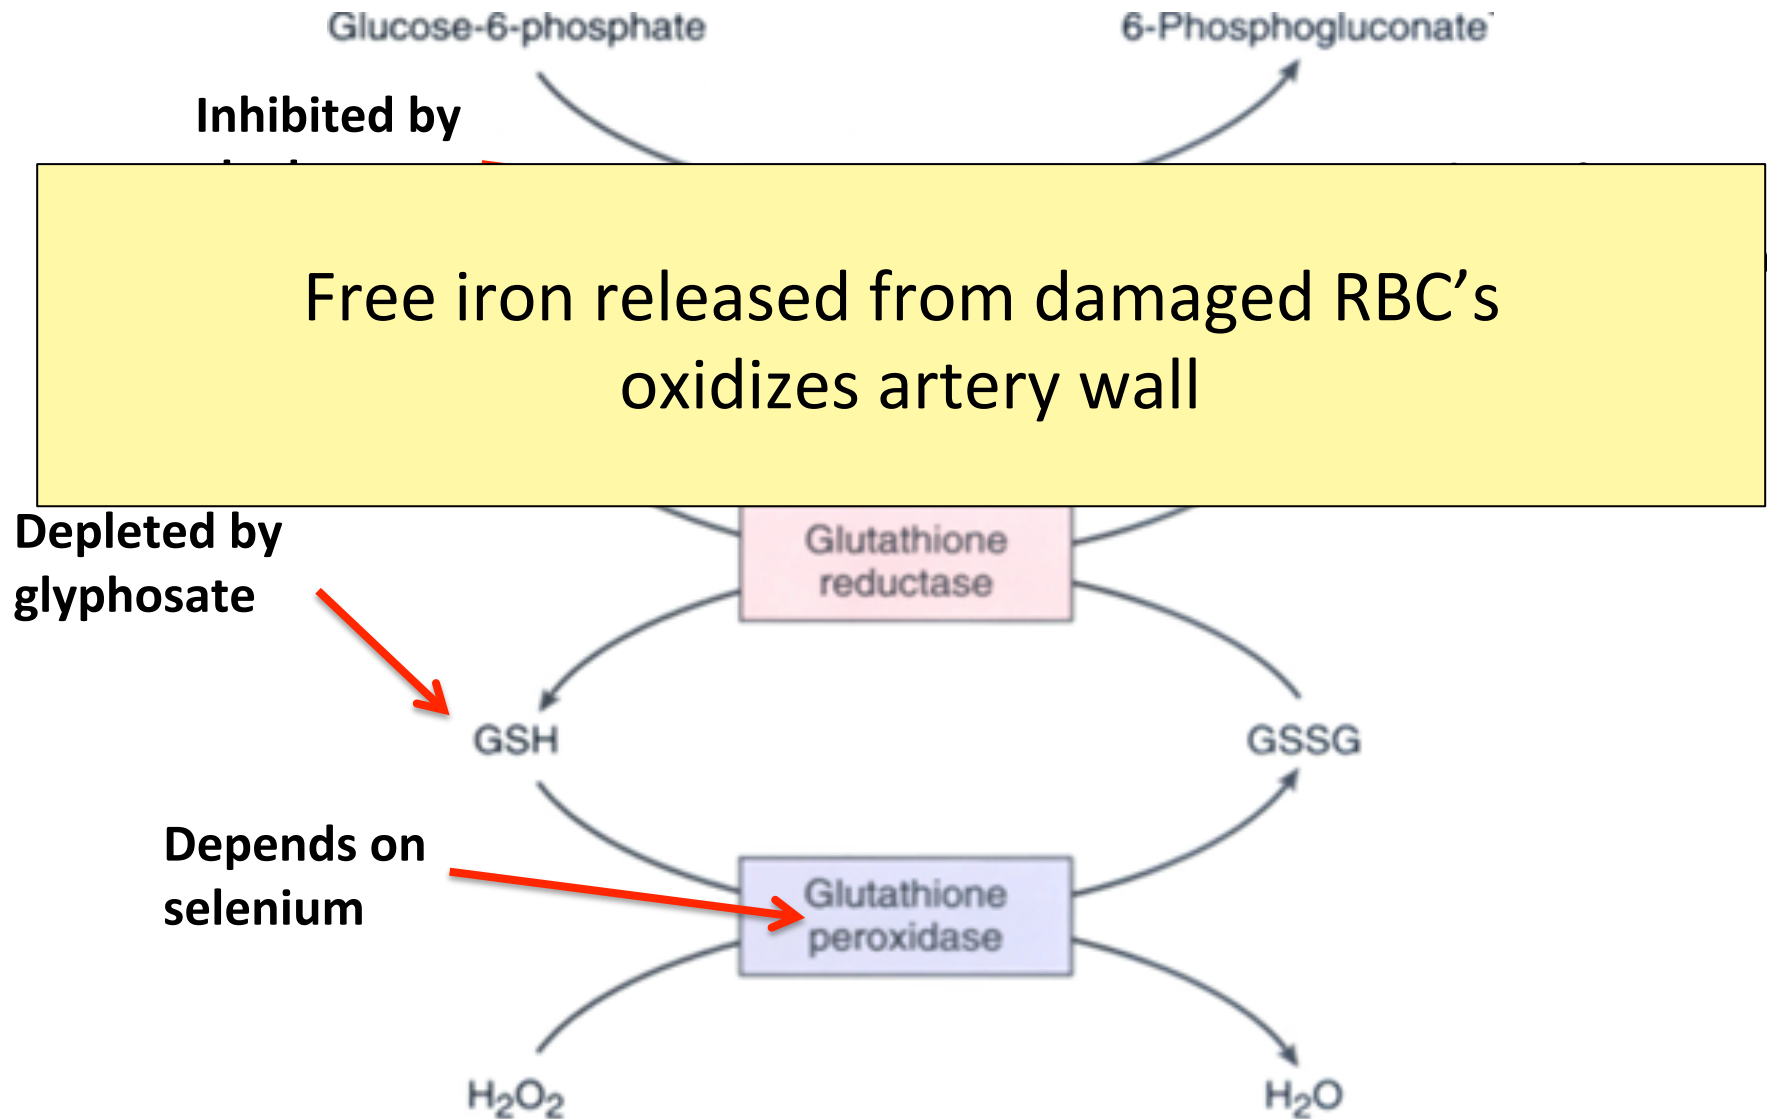 Glucose-6-phosphate
6-Phosphogluconate
Inhibited by
Free iron released from damaged RBC’s
oxidizes artery wall
Depleted by
glyphosate
Glutathione
reductase
GSH
GSSG
Depends on
selenium
Glutathione
peroxidase
H₂O₂
H₂O